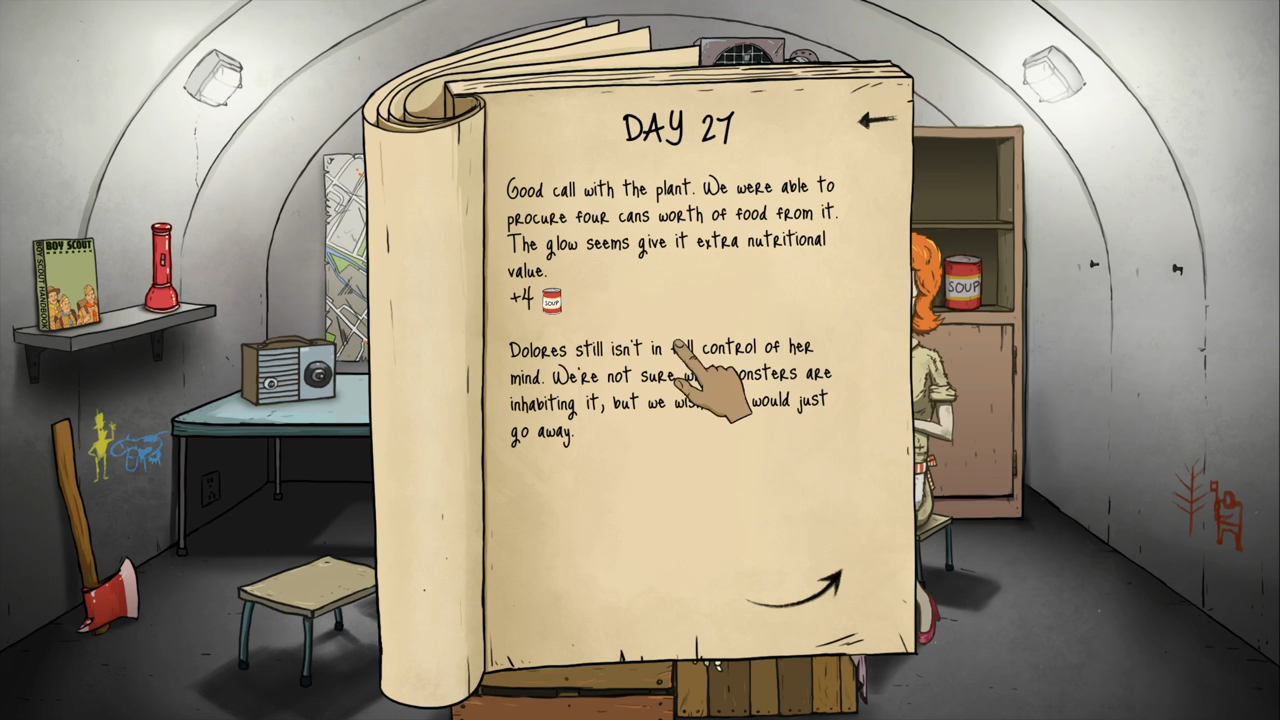 DAY 27
Good call with the plant. We were able to
procure four cans worth of food from it.
The glow seems give it extra nutritional
value.
+4 SOUP
Dolores still isn't in control of her
mind. We're not sure are
inhabiting it, but we would just
go away.
BOY SCOUT
BOY SCOUT HANDBOOK
SOUP